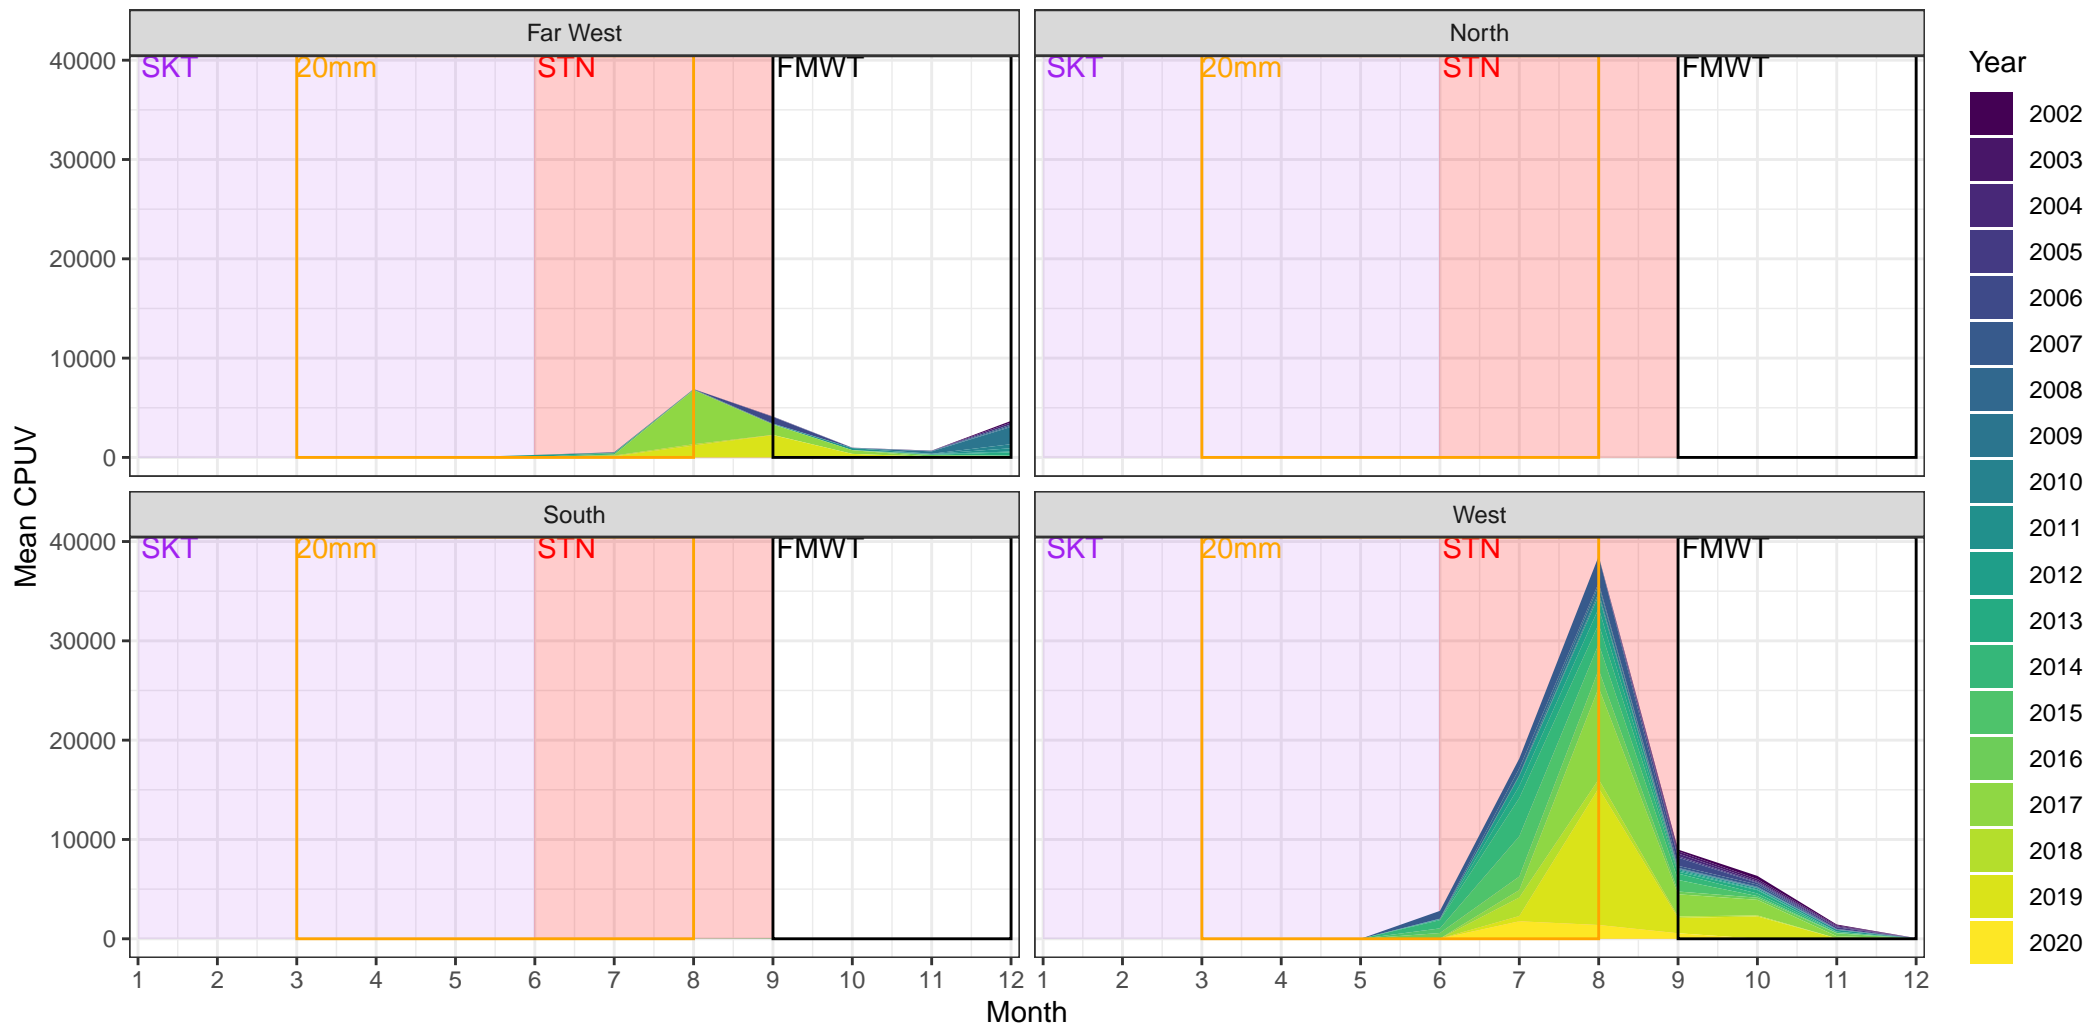 Far West
North
Year
40000
SKT
20mm
STN
FMWT
SKT
20mm
STN
FMWT
30000
20000
10000
0
2002
2003
2004
2005
2006
2007
2008
2009
2010
2011
2012
2013
2014
2015
2016
2017
2018
2019
2020
Mean CPUV
South
West
40000
SKT
20mm
STN
FMWT
SKT
20mm
STN
FMWT
30000
20000
10000
0
1 2 3 4 5 6 7 8 9 10 11 12
1 2 3 4 5 6 7 8 9 10 11 12
Month